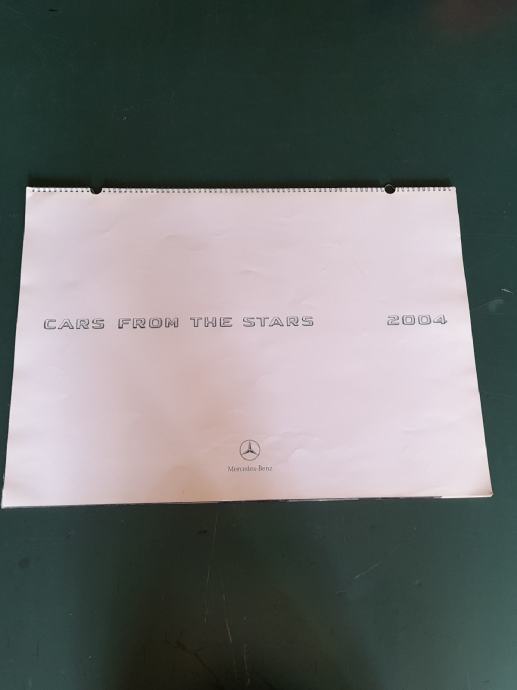 CARS FROM THE STARS 2004
Mercedes-Benz